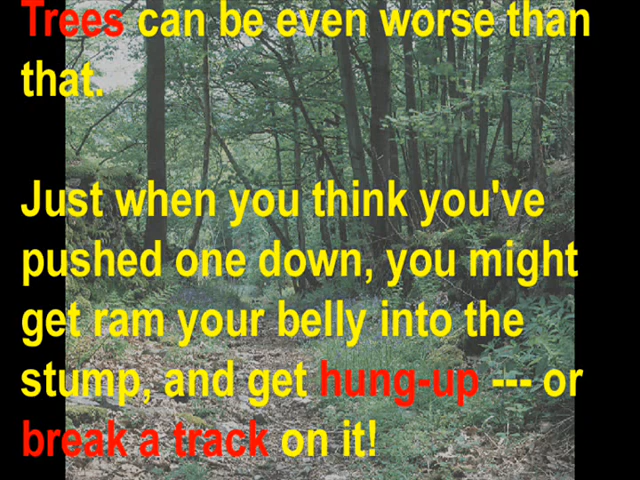 Trees can be even worse than
that.
Just when you think you've
pushed one down, you might
get ram your belly into the
stump, and get hung-up --- or
break a track on it!